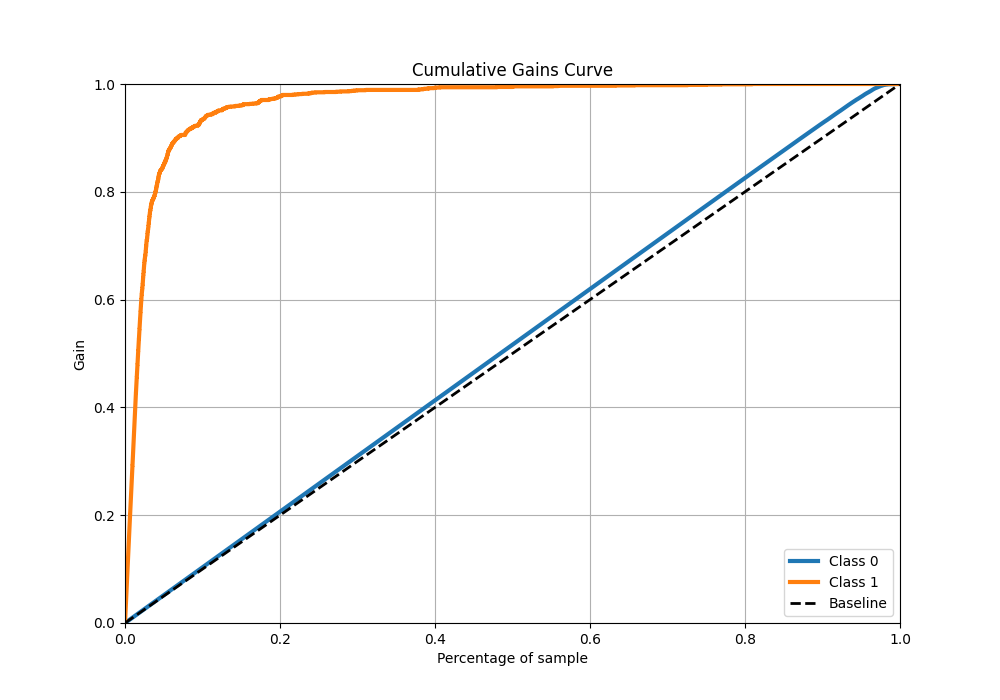 Cumulative Gains Curve
1.0
0.8
0.6
0.4
0.2
0.0
Gain
Class 0
Class 1
Baseline
0.0 0.2 0.4 0.6 0.8 1.0
Percentage of sample